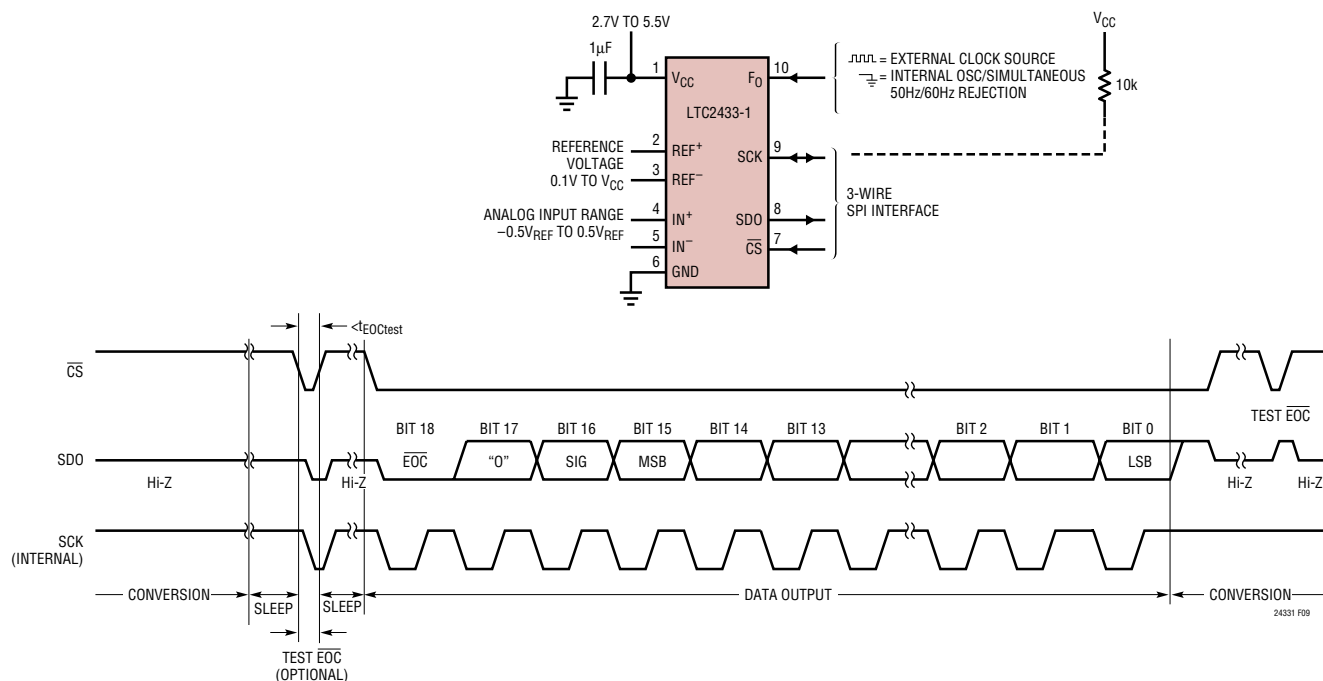 2.7V TO 5.5V
1µF
VCC
1
VCC
FO
10
= EXTERNAL CLOCK SOURCE
= INTERNAL OSC/SIMULTANEOUS
50Hz/60Hz REJECTION
10k
LTC2433-1
REFERENCE
VOLTAGE
0.1V TO VCC
2
REF+
3
REF–
SCK
9
3-WIRE
SPI INTERFACE
ANALOG INPUT RANGE
–0.5VREF TO 0.5VREF
4
IN+
5
IN–
6
GND
SDO
8
CS
7
<tEOCtest
CS
TEST EOC
BIT 18
BIT 17
BIT 16
BIT 15
BIT 14
BIT 13
BIT 2
BIT 1
BIT 0
SDO
EOC
"O"
SIG
MSB
LSB
Hi-Z
Hi-Z
Hi-Z
Hi-Z
SCK
(INTERNAL)
CONVERSION
SLEEP
SLEEP
DATA OUTPUT
CONVERSION
24331 F09
TEST EOC
(OPTIONAL)